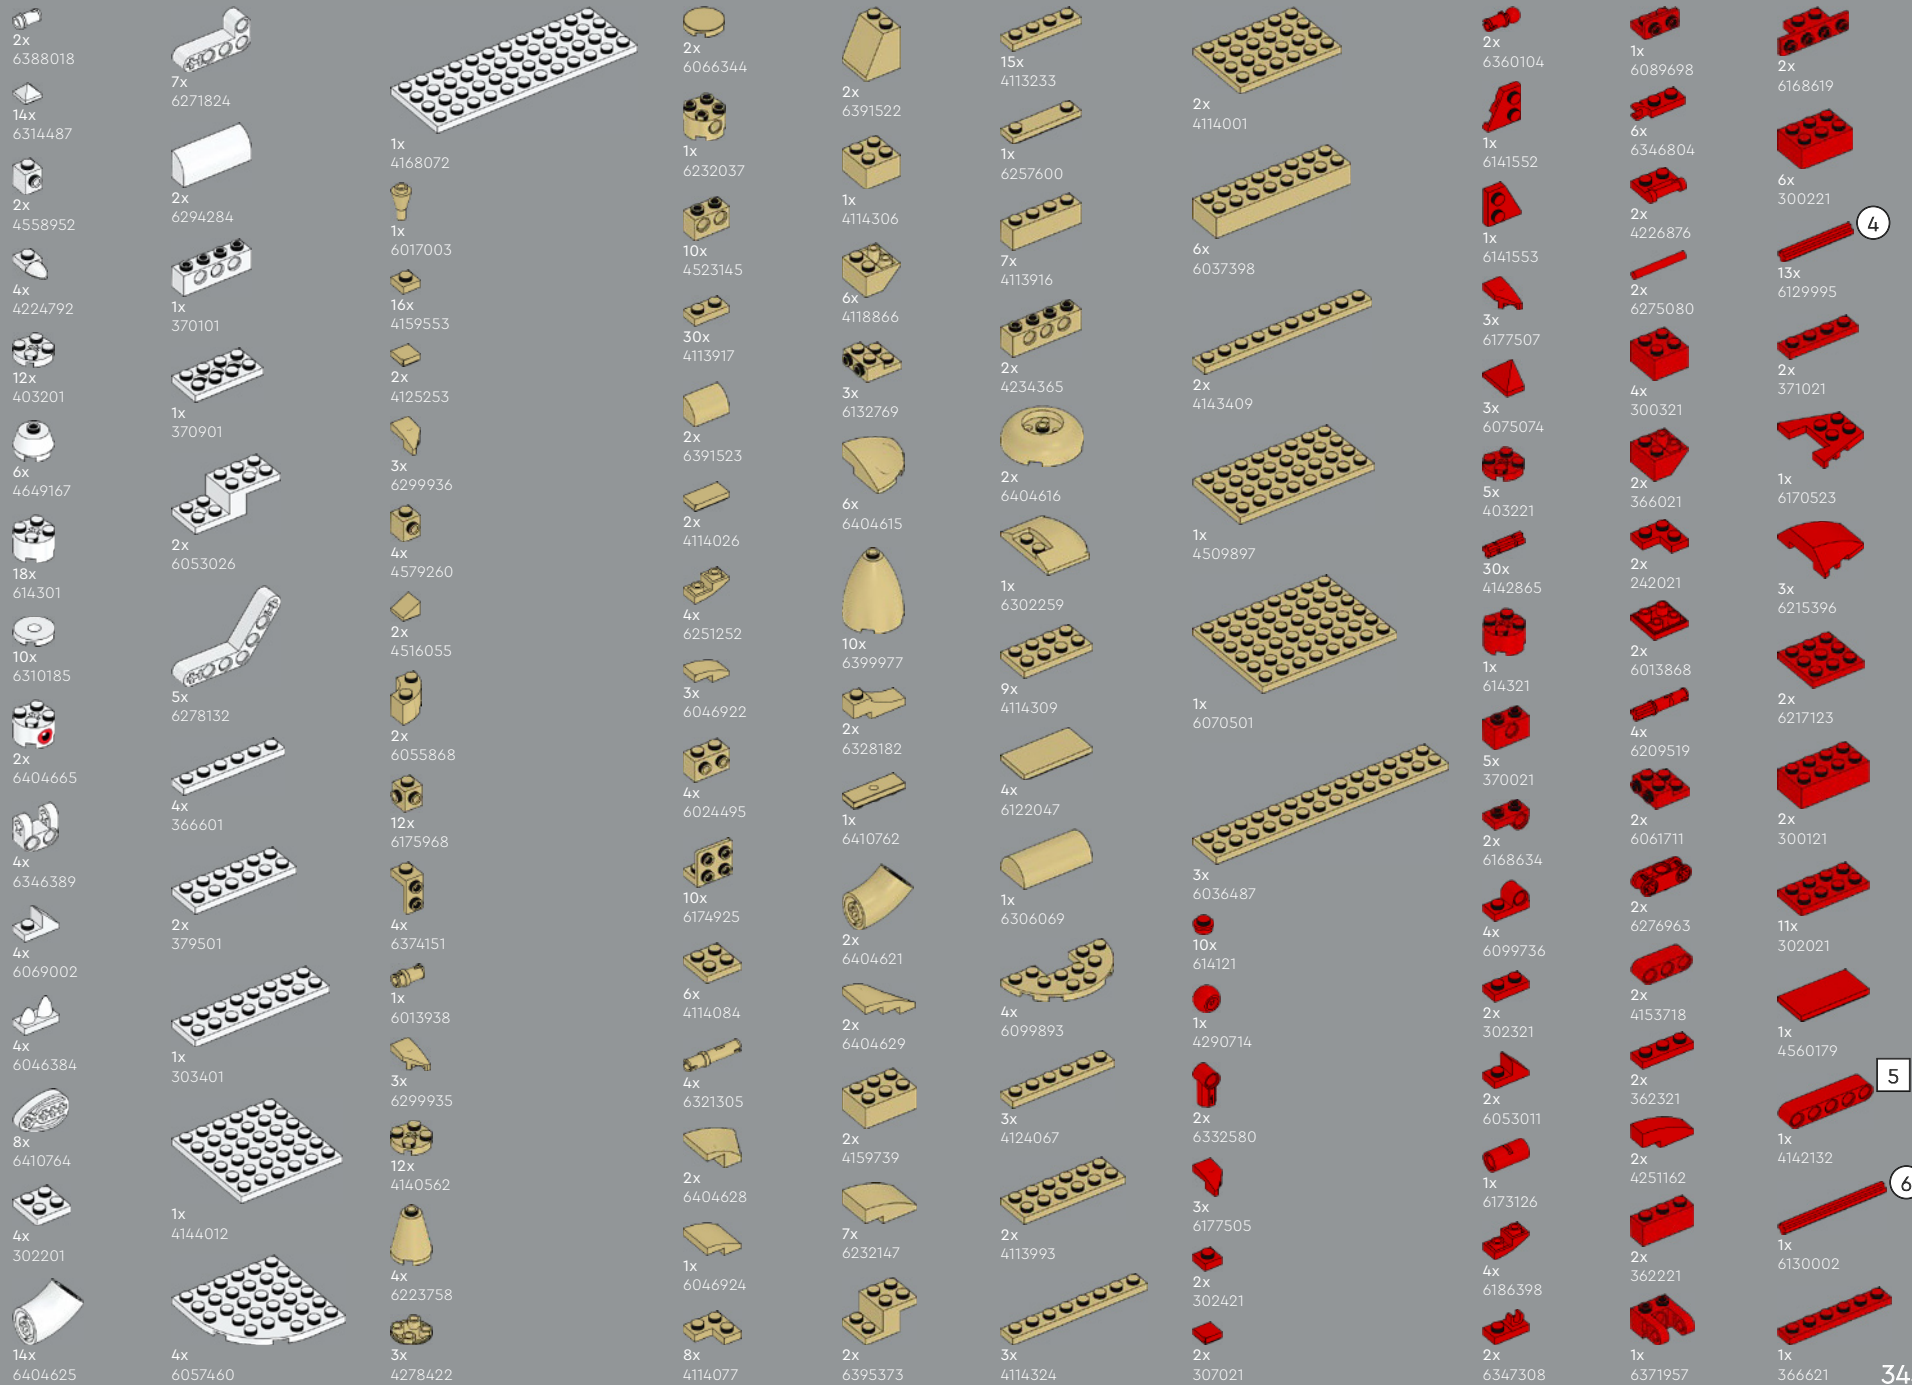 2x
6388018
14x
6314487
2x
4558952
4x
4224792
12x
403201
6x
4649167
18x
614301
10x
6310185
2x
6404665
4x
6346389
4x
6069002
4x
6046384
8x
6410764
4x
302201
14x
6404625
7x
6271824
2x
6294284
1x
370101
1x
370901
2x
6053026
5x
6278132
4x
366601
2x
379501
1x
303401
1x
4144012
4x
6057460
1x
4168072
1x
6017003
16x
4159553
2x
4125253
3x
6299936
4x
4579260
2x
4516055
2x
6055868
12x
6175968
4x
6374151
1x
6013938
3x
6299935
12x
4140562
4x
6223758
3x
4278422
2x
6066344
1x
6232037
10x
4523145
30x
4113917
2x
6391523
2x
4114026
4x
6251252
3x
6046922
4x
6024495
10x
6174925
6x
4114084
4x
6321305
2x
6404628
1x
6046924
8x
4114077
2x
6391522
1x
4114306
6x
4118866
3x
6132769
6x
6404615
10x
6399977
2x
6328182
1x
6410762
2x
6404621
2x
6404629
2x
4159739
7x
6232147
2x
6395373
15x
4113233
1x
6257600
7x
4113916
2x
4234365
2x
6404616
1x
6302259
9x
4114309
4x
6122047
1x
6306069
4x
6099893
3x
4124067
2x
4113993
3x
4114324
2x
4114001
6x
6037398
2x
4143409
1x
4509897
1x
6070501
3x
6036487
10x
614121
1x
4290714
2x
6332580
3x
6177505
2x
302421
2x
307021
2x
6360104
1x
6141552
1x
6141553
3x
6177507
3x
6075074
5x
403221
30x
4142865
1x
614321
5x
370021
2x
6168634
4x
6099736
2x
302321
2x
6053011
1x
6173126
4x
6186398
2x
6347308
1x
6089698
6x
6346804
2x
4226876
2x
6275080
4x
300321
2x
366021
2x
242021
2x
6013868
4x
6209519
2x
6061711
2x
6276963
2x
4153718
2x
362321
2x
4251162
2x
362221
1x
6371957
2x
6168619
6x
300221
4
13x
6129995
2x
371021
1x
6170523
3x
6215396
2x
6217123
2x
300121
11x
302021
1x
4560179
5
1x
4142132
6
1x
6130002
1x
366621
34